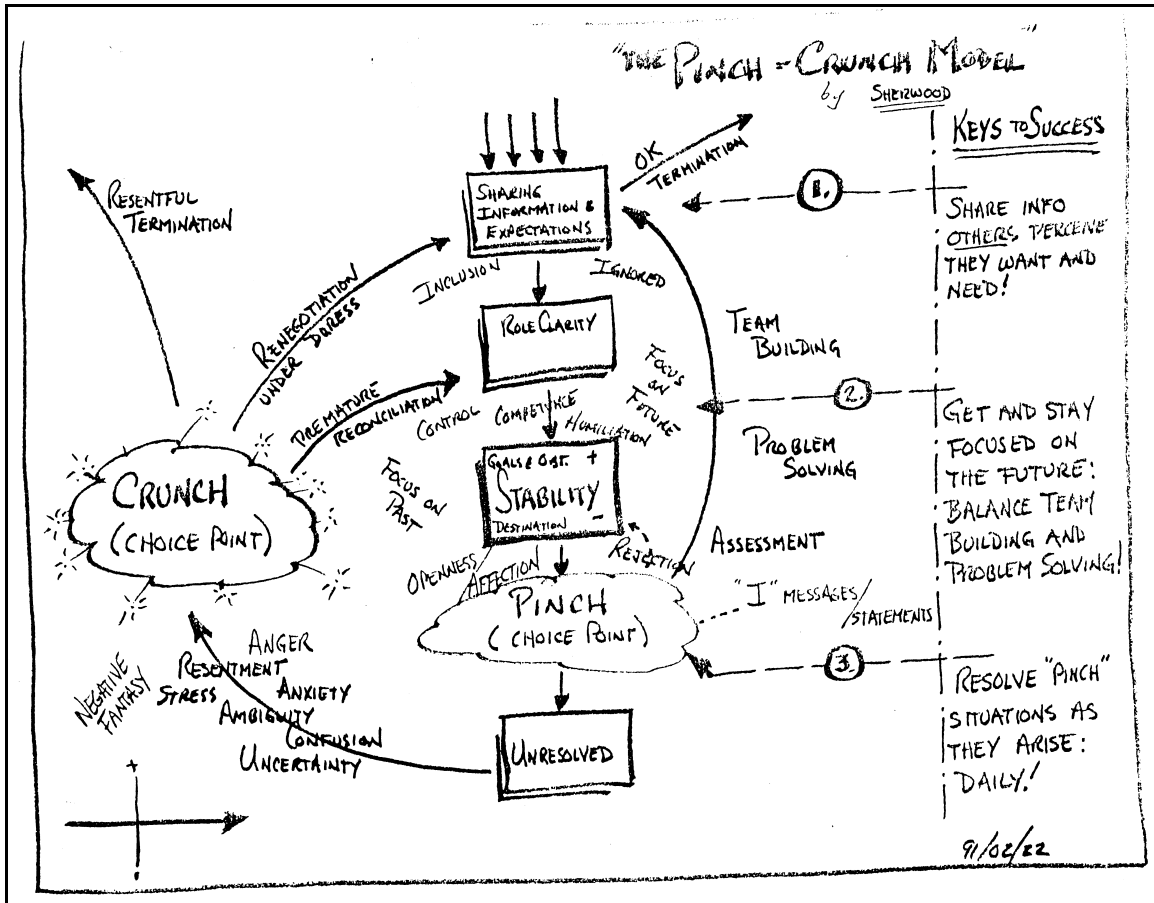 "THE PINCH - CRUNCH MODEL"
by SHERWOOD
KEYS TO SUCCESS
OK
TERMINATION
1.
SHARING
INFORMATION &
EXPECTATIONS
RESENTFUL
TERMINATION
SHARE INFO
OTHERS PERCEIVE
THEY WANT AND
NEED!
INCLUSION
IGNORED
RENEGOTIATION
UNDER DURESS
ROLE CLARITY
TEAM
BUILDING
FOCUS
ON
FUTURE
2.
PREMATURE
RECONCILIATION
CONTROL
COMPETENCE
HUMILIATION
GET AND STAY
FOCUSED ON
THE FUTURE:
BALANCE TEAM
BUILDING AND
PROBLEM SOLVING!
PROBLEM
SOLVING
GOALS & OBJ. +
STABILITY
DESTINATION -
FOCUS ON
PAST
CRUNCH
(CHOICE POINT)
OPENNESS
AFFECTION
REJECTION
ASSESSMENT
PINCH
(CHOICE POINT)
"I" MESSAGES
/STATEMENTS
3.
RESOLVE "PINCH"
SITUATIONS AS
THEY ARISE:
DAILY!
ANGER
RESENTMENT
STRESS
ANXIETY
AMBIGUITY
CONFUSION
UNCERTAINTY
NEGATIVE
FANTASY
UNRESOLVED
+
-
91/02/22